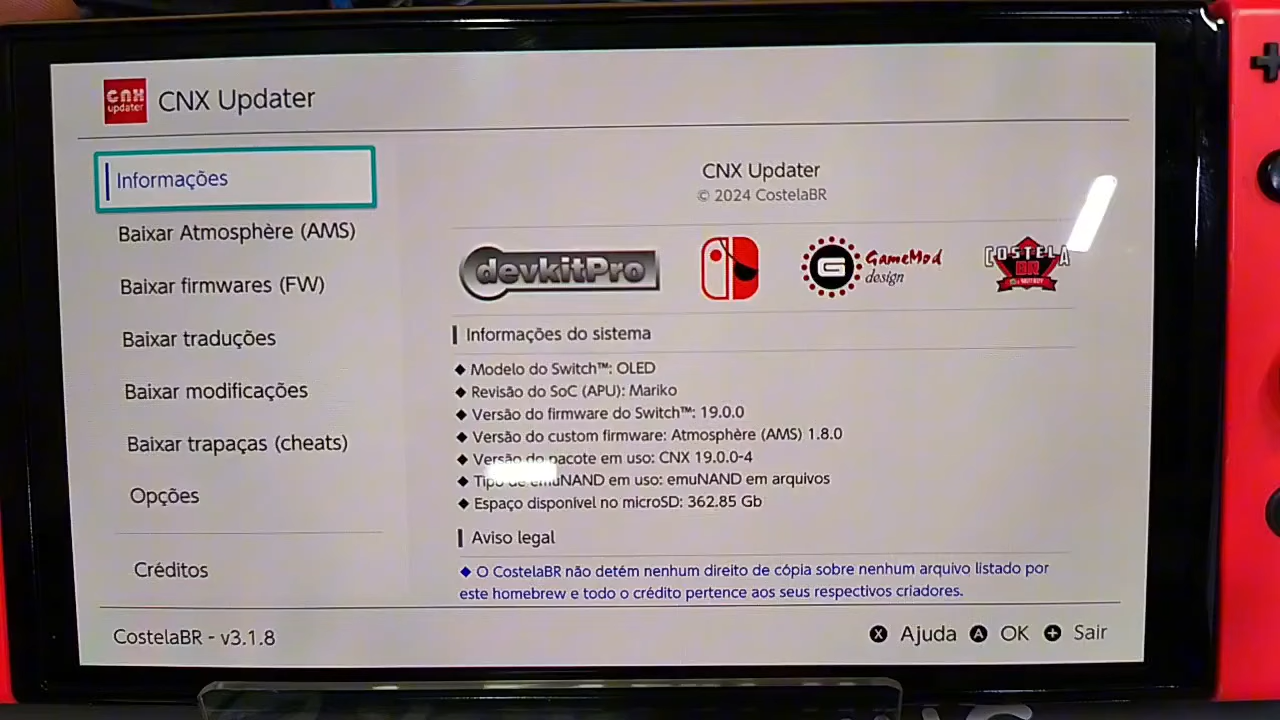 CNX updater
CNX Updater
Informações
Baixar Atmosphère (AMS)
Baixar firmwares (FW)
Baixar traduções
Baixar modificações
Baixar trapaças (cheats)
Opções
Créditos
CNX Updater
© 2024 CostelaBR
devkitPro
G GameMod design
COSTELA BR
Informações do sistema
◆ Modelo do Switch™: OLED
◆ Revisão do SoC (APU): Mariko
◆ Versão do firmware do Switch™: 19.0.0
◆ Versão do custom firmware: Atmosphère (AMS) 1.8.0
◆ Versão do pacote em uso: CNX 19.0.0-4
◆ Tipo de emuNAND em uso: emuNAND em arquivos
◆ Espaço disponível no microSD: 362.85 Gb
Aviso legal
◆ O CostelaBR não detém nenhum direito de cópia sobre nenhum arquivo listado por
este homebrew e todo o crédito pertence aos seus respectivos criadores.
CostelaBR - v3.1.8
X Ajuda A OK + Sair